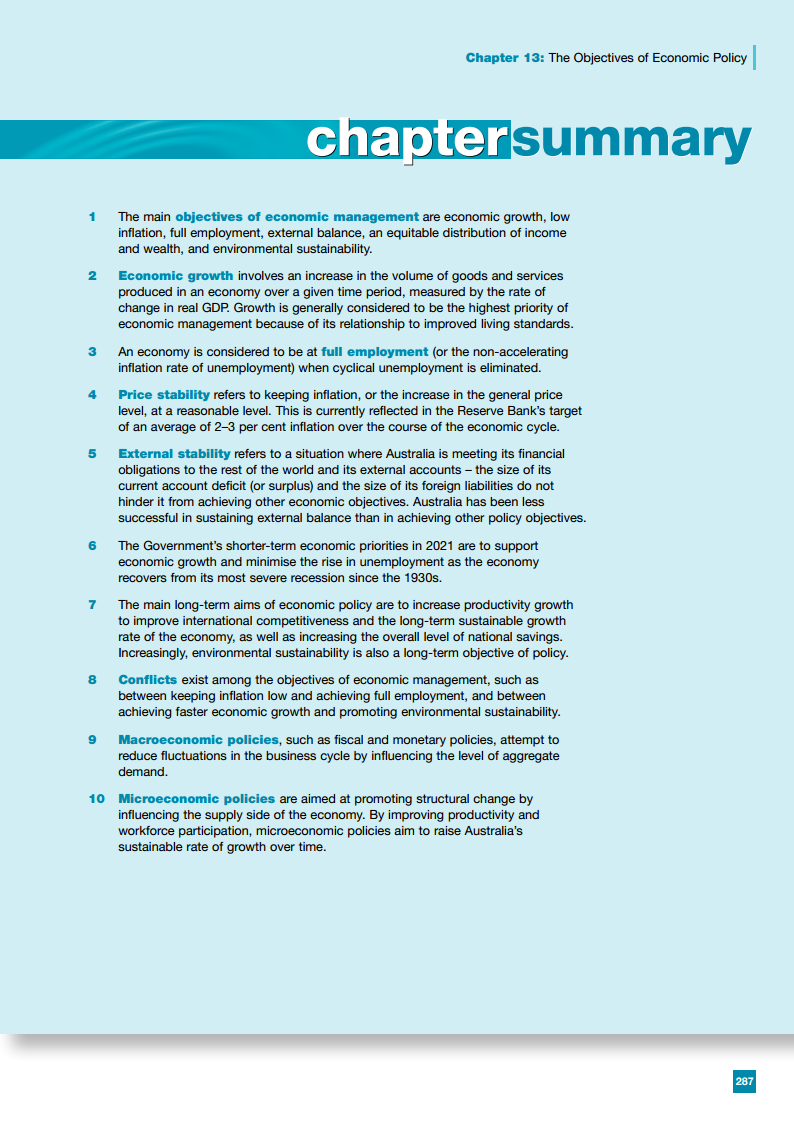 Chapter 13: The Objectives of Economic Policy
chaptersummary
1 The main objectives of economic management are economic growth, low
inflation, full employment, external balance, an equitable distribution of income
and wealth, and environmental sustainability.
2 Economic growth involves an increase in the volume of goods and services
produced in an economy over a given time period, measured by the rate of
change in real GDP. Growth is generally considered to be the highest priority of
economic management because of its relationship to improved living standards.
3 An economy is considered to be at full employment (or the non-accelerating
inflation rate of unemployment) when cyclical unemployment is eliminated.
4 Price stability refers to keeping inflation, or the increase in the general price
level, at a reasonable level. This is currently reflected in the Reserve Bank's target
of an average of 2–3 per cent inflation over the course of the economic cycle.
5 External stability refers to a situation where Australia is meeting its financial
obligations to the rest of the world and its external accounts – the size of its
current account deficit (or surplus) and the size of its foreign liabilities do not
hinder it from achieving other economic objectives. Australia has been less
successful in sustaining external balance than in achieving other policy objectives.
6 The Government's shorter-term economic priorities in 2021 are to support
economic growth and minimise the rise in unemployment as the economy
recovers from its most severe recession since the 1930s.
7 The main long-term aims of economic policy are to increase productivity growth
to improve international competitiveness and the long-term sustainable growth
rate of the economy, as well as increasing the overall level of national savings.
Increasingly, environmental sustainability is also a long-term objective of policy.
8 Conflicts exist among the objectives of economic management, such as
between keeping inflation low and achieving full employment, and between
achieving faster economic growth and promoting environmental sustainability.
9 Macroeconomic policies, such as fiscal and monetary policies, attempt to
reduce fluctuations in the business cycle by influencing the level of aggregate
demand.
10 Microeconomic policies are aimed at promoting structural change by
influencing the supply side of the economy. By improving productivity and
workforce participation, microeconomic policies aim to raise Australia's
sustainable rate of growth over time.
287